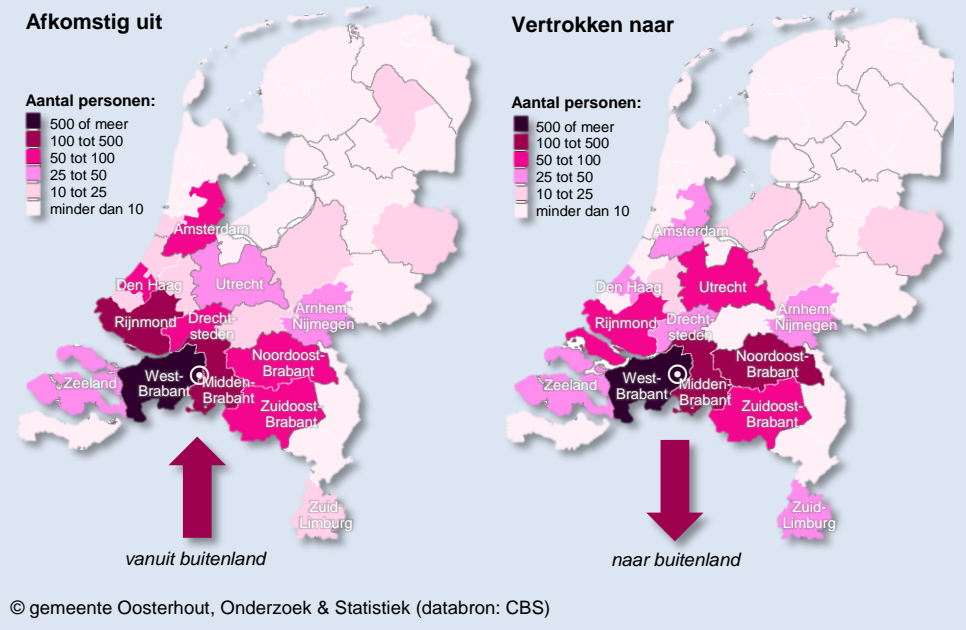 Afkomstig uit
Aantal personen:
500 of meer
100 tot 500
50 tot 100
25 tot 50
10 tot 25
minder dan 10
Amsterdam
Den Haag
Utrecht
Rijnmond
Drecht-
steden
Arnhem-
Nijmegen
Zeeland
West-
Brabant
Midden-
Brabant
Noordoost-
Brabant
Zuidoost-
Brabant
Zuid-
Limburg
vanuit buitenland
Vertrokken naar
Aantal personen:
500 of meer
100 tot 500
50 tot 100
25 tot 50
10 tot 25
minder dan 10
Amsterdam
Den Haag
Utrecht
Rijnmond
Drecht-
steden
Arnhem-
Nijmegen
Zeeland
West-
Brabant
Midden-
Brabant
Noordoost-
Brabant
Zuidoost-
Brabant
Zuid-
Limburg
naar buitenland
© gemeente Oosterhout, Onderzoek & Statistiek (databron: CBS)